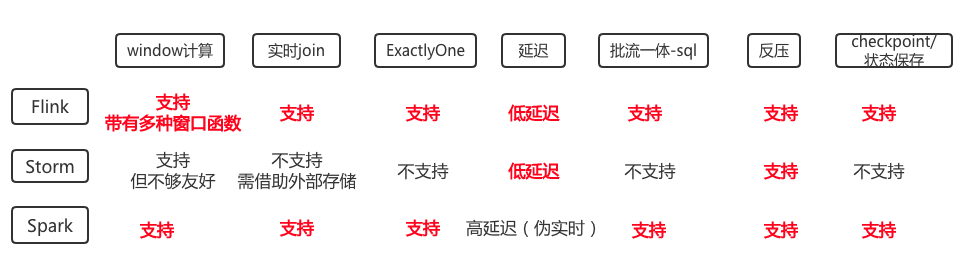 window计算 实时join ExactlyOne 延迟 批流一体-sql 反压 checkpoint/
状态保存
Flink 支持
带有多种窗口函数 支持 支持 低延迟 支持 支持 支持
Storm 支持
但不够友好 不支持
需借助外部存储 不支持 低延迟 不支持 支持 不支持
Spark 支持 支持 支持 高延迟（伪实时） 支持 支持 支持